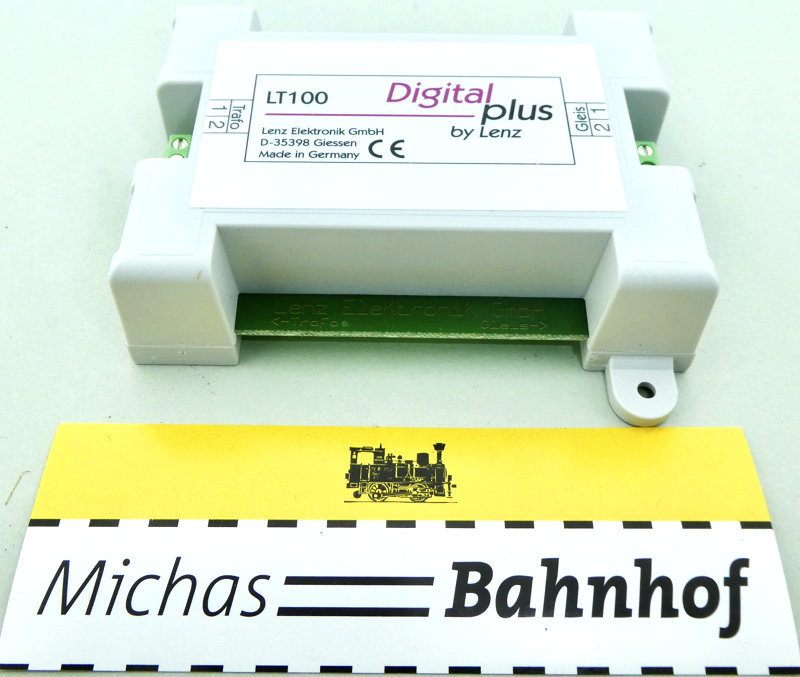 LT100
Digital
plus
by Lenz
Lenz Elektronik GmbH
D-35398 Giessen
Made in Germany
CE
Trafo
1 2
Gleis
2 1
Lenz Elektronik GmbH
<-Trafo
Gleis->
Michas Bahnhof